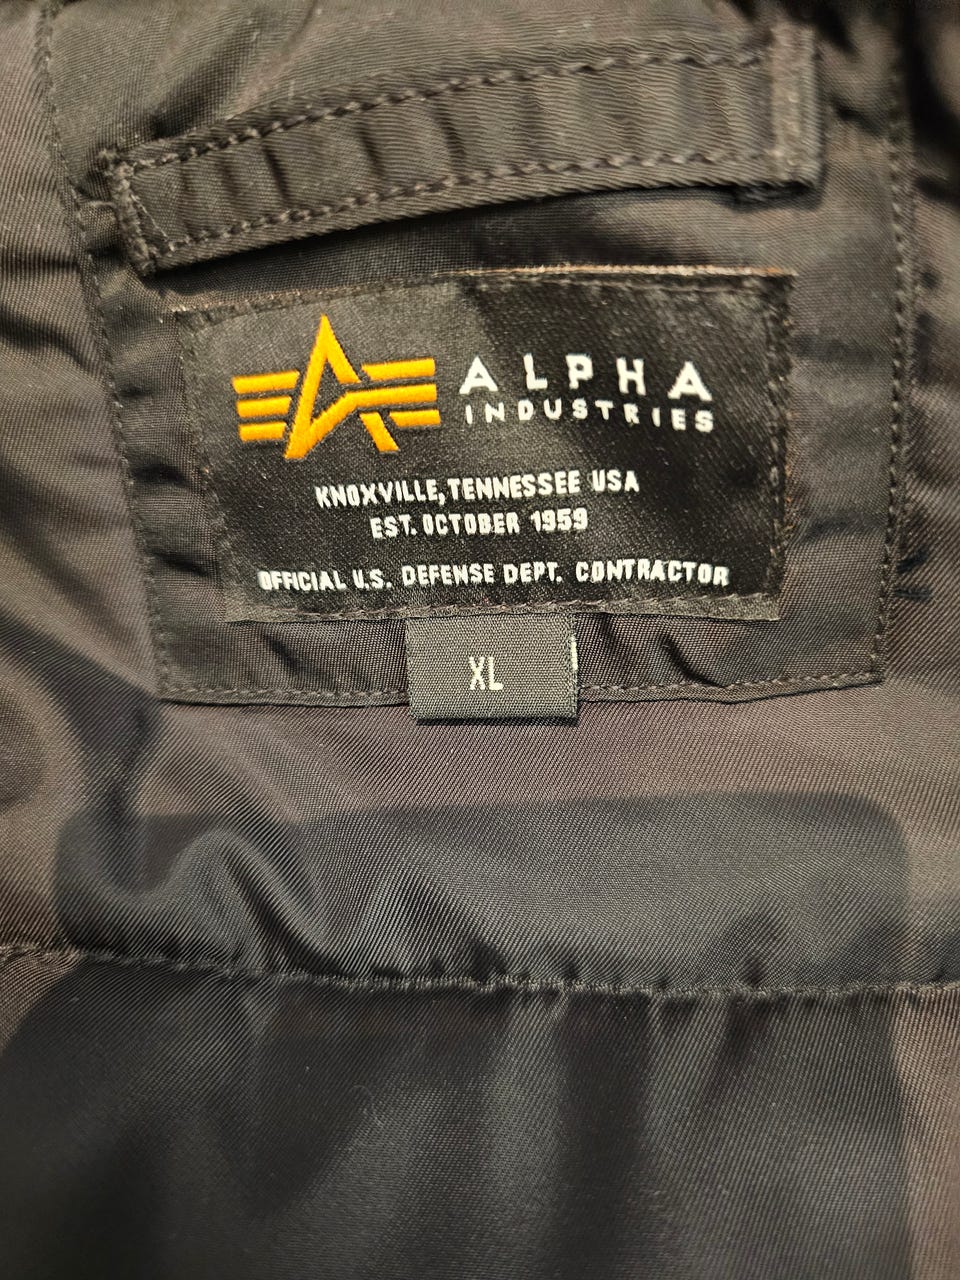 ALPHA
INDUSTRIES
KNOXVILLE, TENNESSEE USA
EST. OCTOBER 1959
OFFICIAL U.S. DEFENSE DEPT. CONTRACTOR
XL